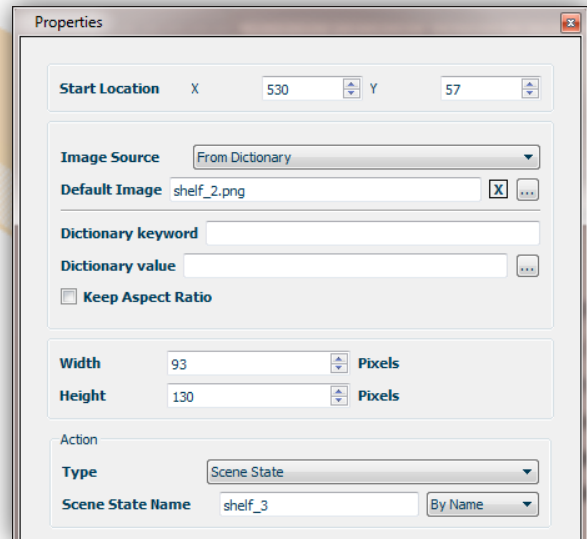 Properties
Start Location X 530 Y 57
Image Source From Dictionary
Default Image shelf_2.png X ...
Dictionary keyword
Dictionary value ...
Keep Aspect Ratio
Width 93 Pixels
Height 130 Pixels
Action
Type Scene State
Scene State Name shelf_3 By Name